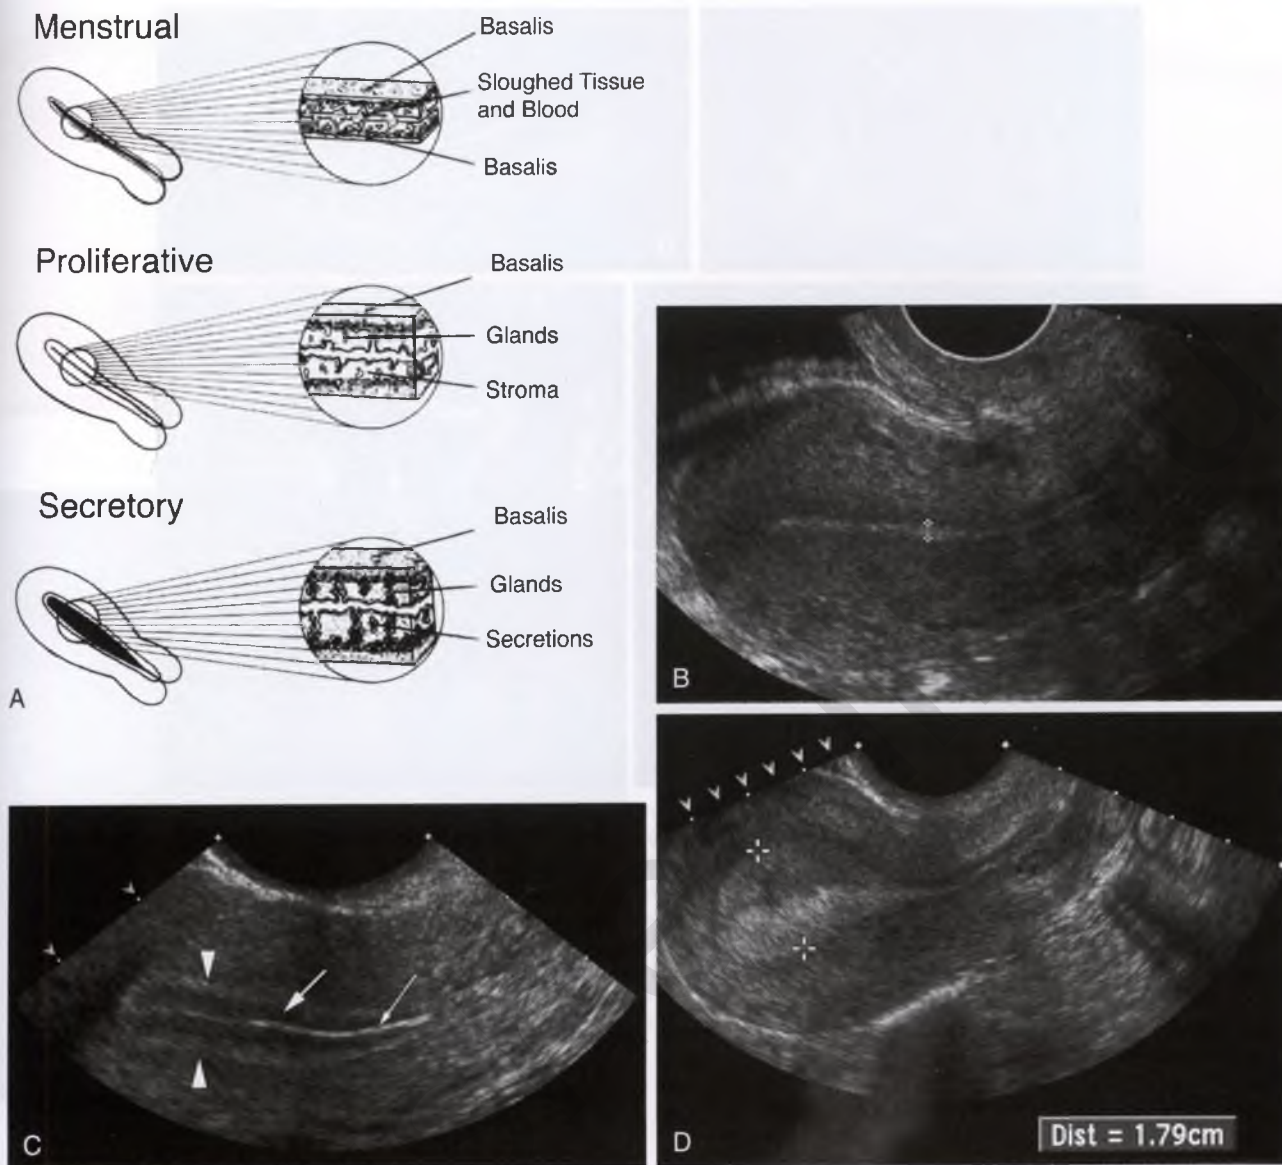 Menstrual
Basalis
Sloughed Tissue
and Blood
Basalis
Proliferative
Basalis
Glands
Stroma
Secretory
Basalis
Glands
Secretions
A
B
C
D
Dist = 1.79cm